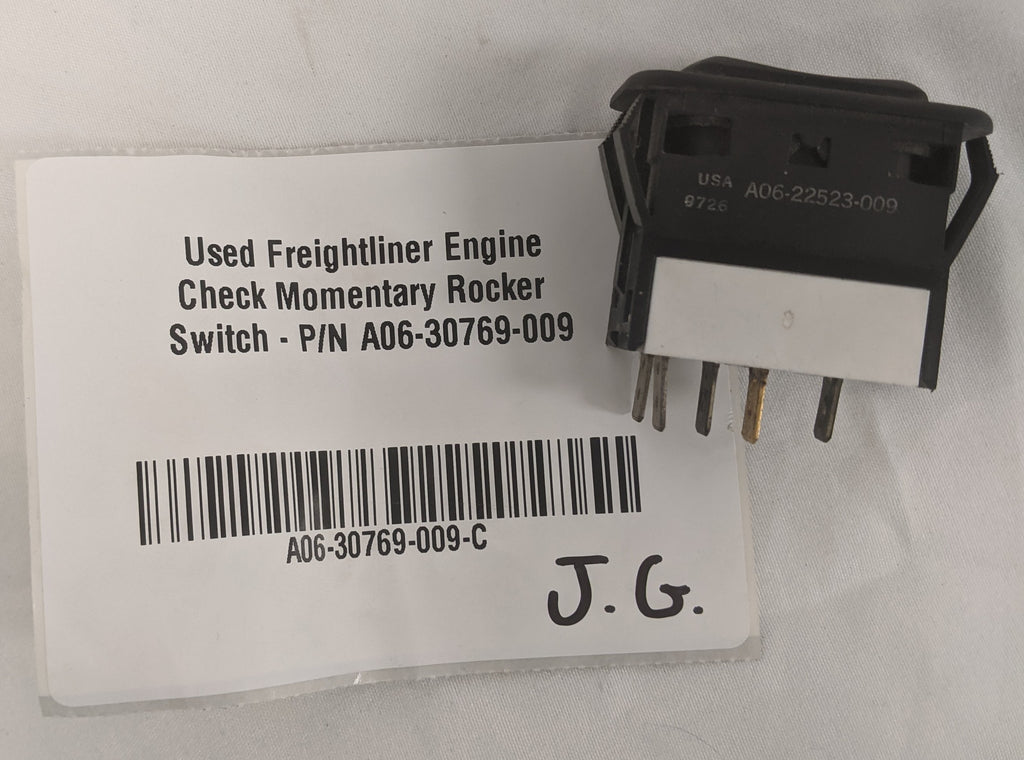 Used Freightliner Engine
Check Momentary Rocker
Switch - P/N A06-30769-009
A06-30769-009-C
J.G.
USA A06-22523-009
9726